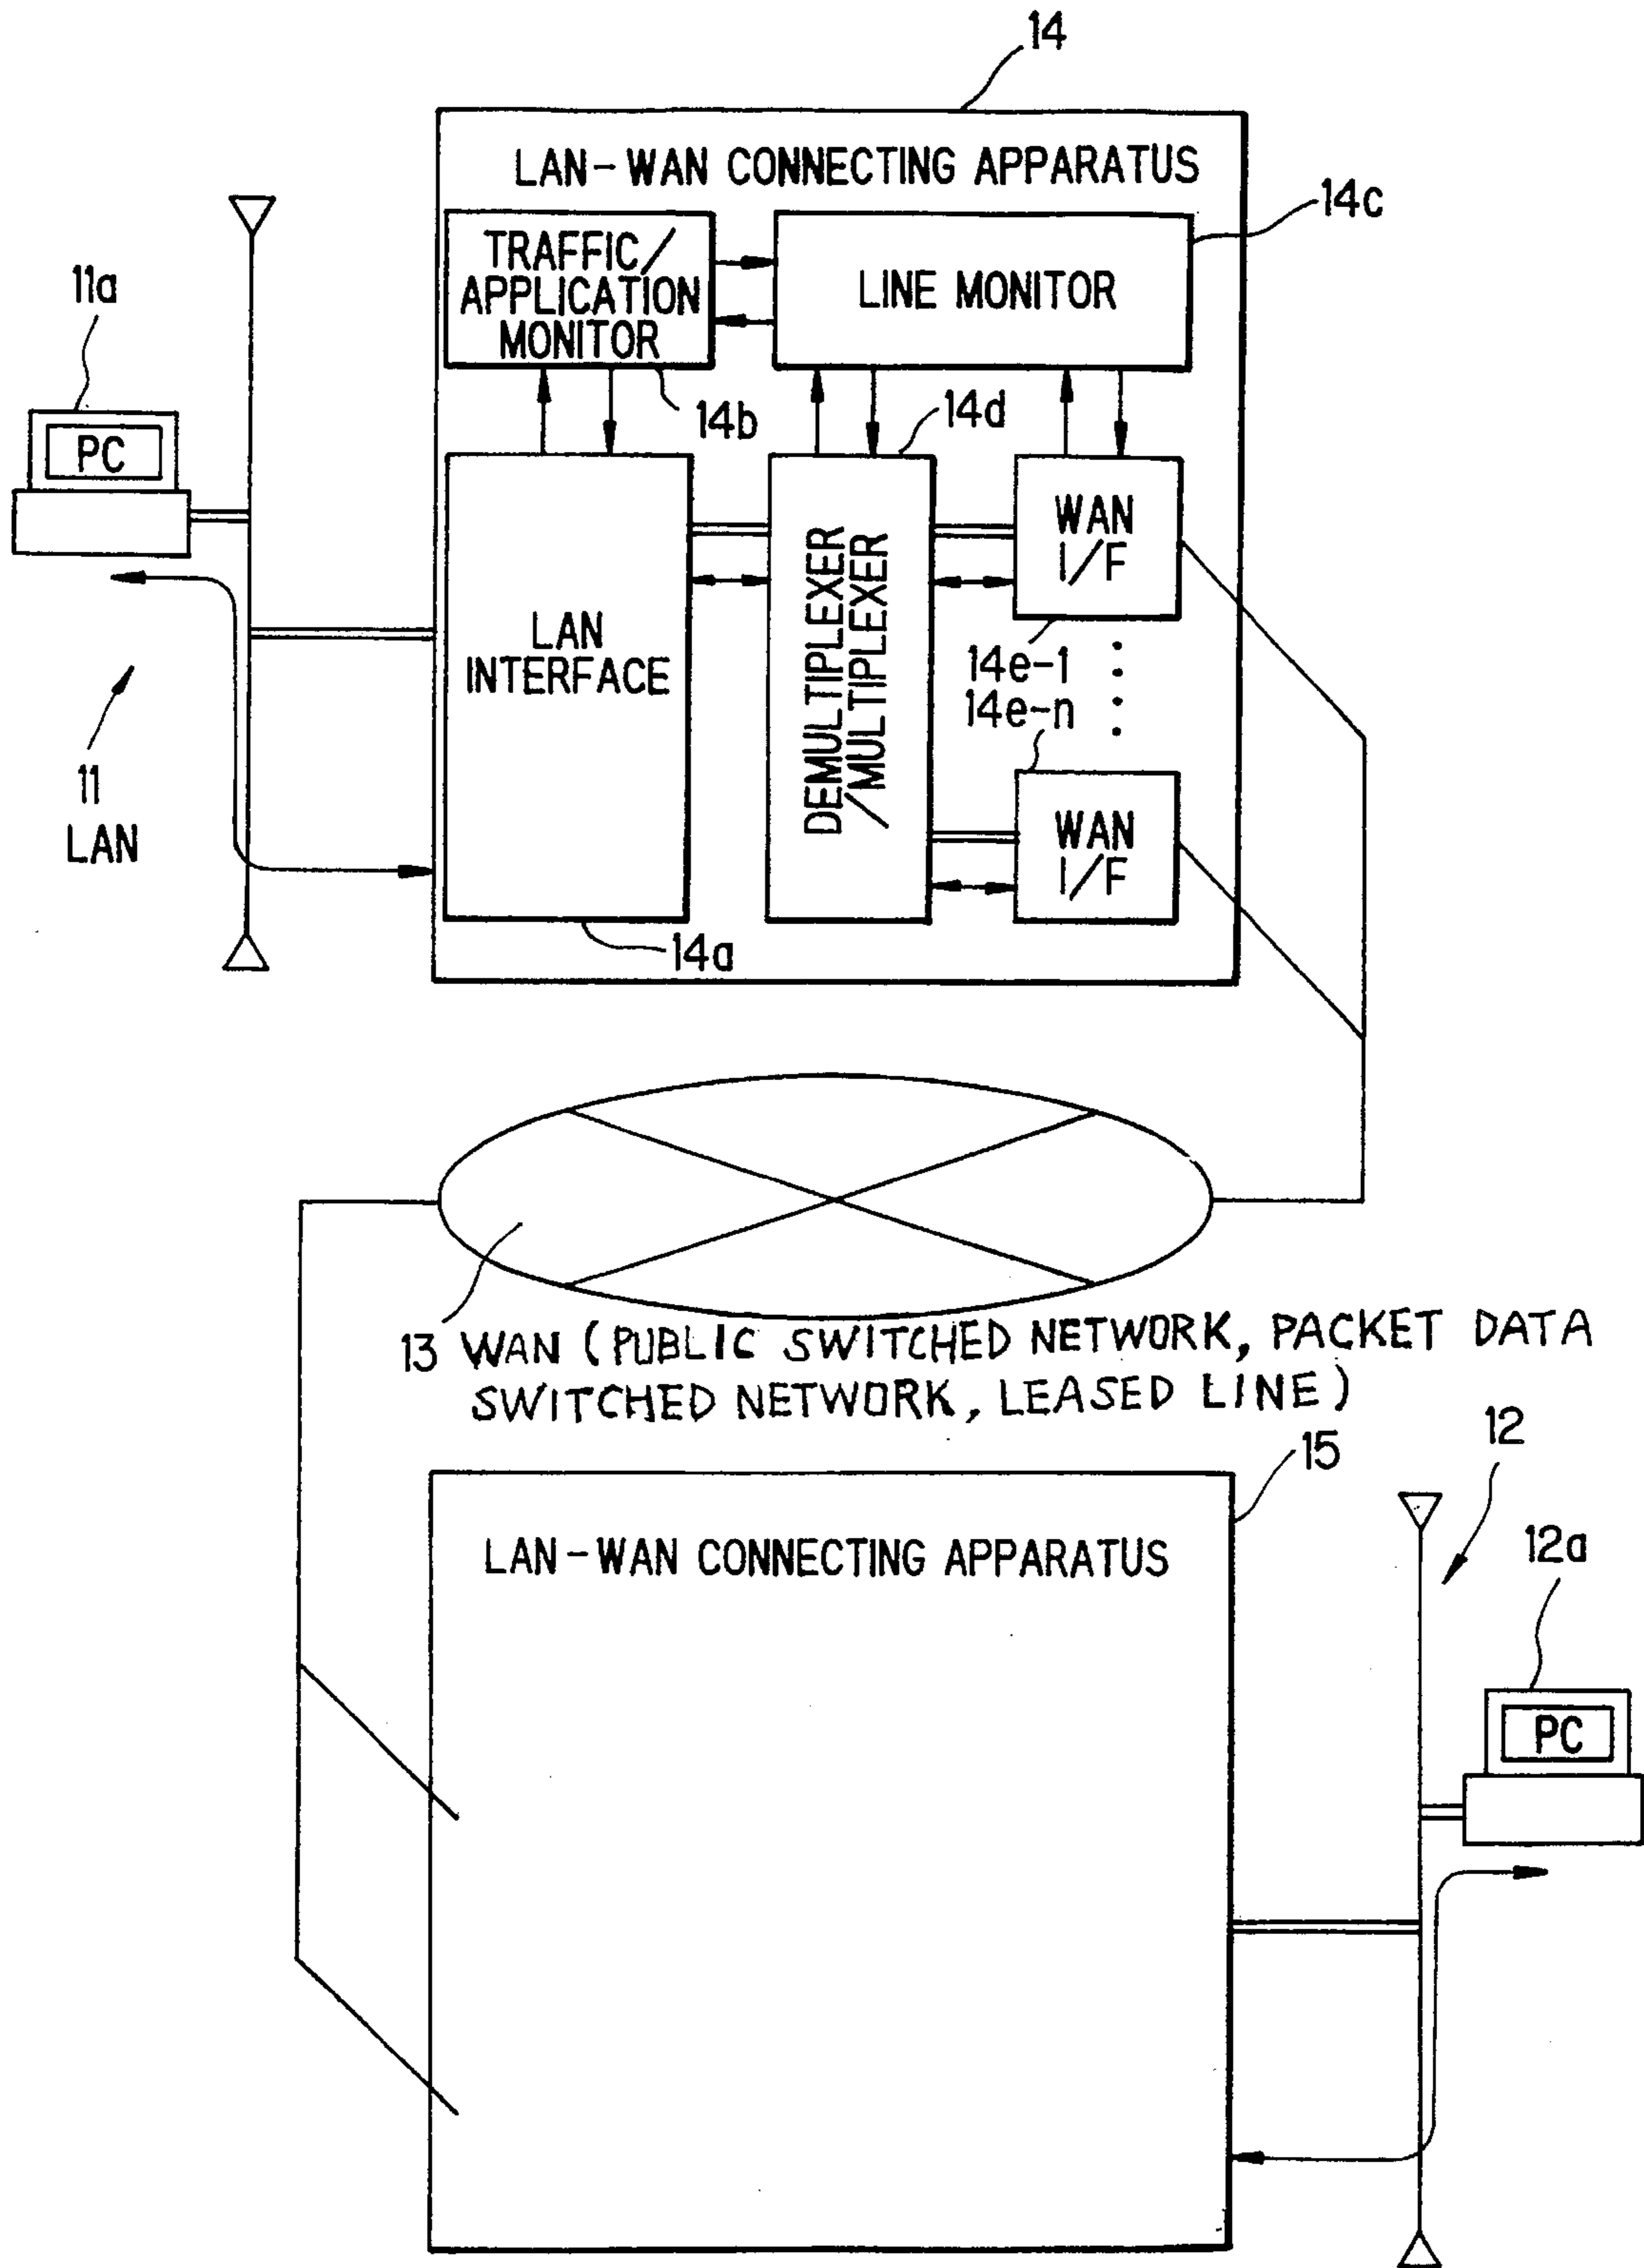 14
LAN-WAN CONNECTING APPARATUS
14c
TRAFFIC/
APPLICATION
MONITOR
LINE MONITOR
11a
PC
14b
14d
LAN
INTERFACE
DEMULTIPLEXER
/MULTIPLEXER
WAN
I/F
14e-1
14e-n
WAN
I/F
11
LAN
14a
13 WAN (PUBLIC SWITCHED NETWORK, PACKET DATA
SWITCHED NETWORK, LEASED LINE)
15
12
LAN-WAN CONNECTING APPARATUS
12a
PC